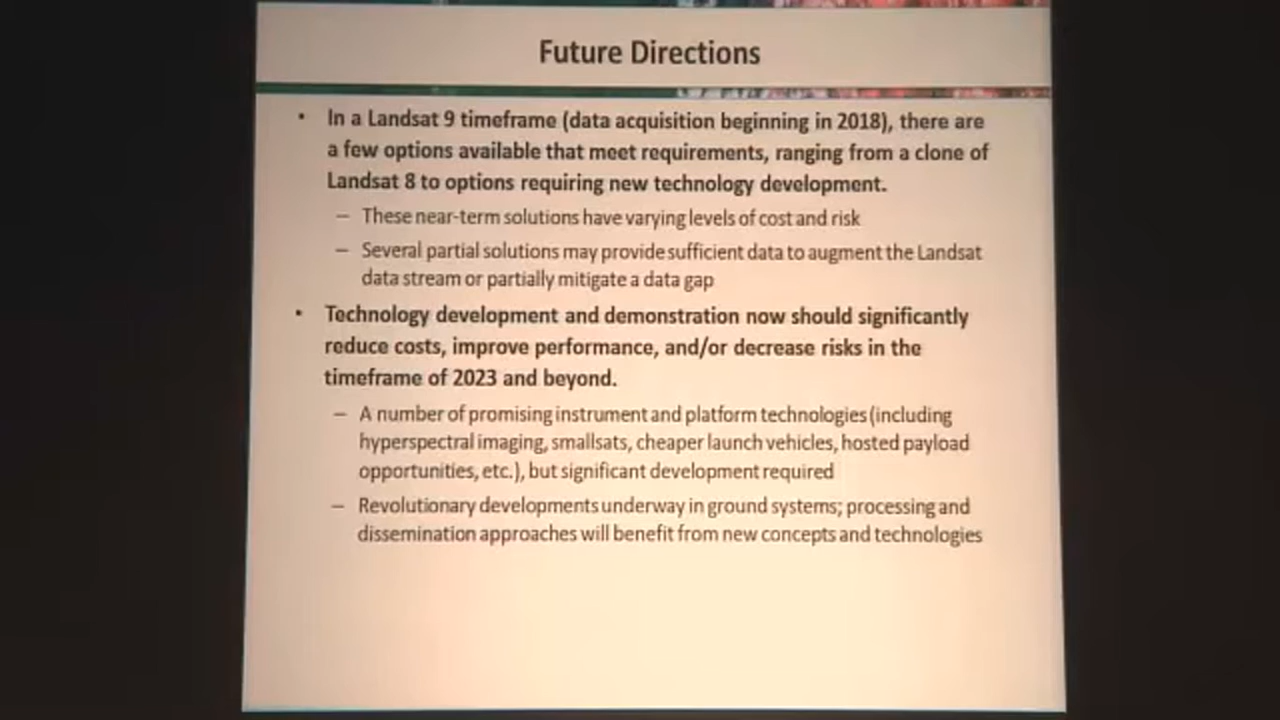 Future Directions
• In a Landsat 9 timeframe (data acquisition beginning in 2018), there are
a few options available that meet requirements, ranging from a clone of
Landsat 8 to options requiring new technology development.
– These near-term solutions have varying levels of cost and risk
– Several partial solutions may provide sufficient data to augment the Landsat
data stream or partially mitigate a data gap
• Technology development and demonstration now should significantly
reduce costs, improve performance, and/or decrease risks in the
timeframe of 2023 and beyond.
– A number of promising instrument and platform technologies (including
hyperspectral imaging, smallsats, cheaper launch vehicles, hosted payload
opportunities, etc.), but significant development required
– Revolutionary developments underway in ground systems; processing and
dissemination approaches will benefit from new concepts and technologies